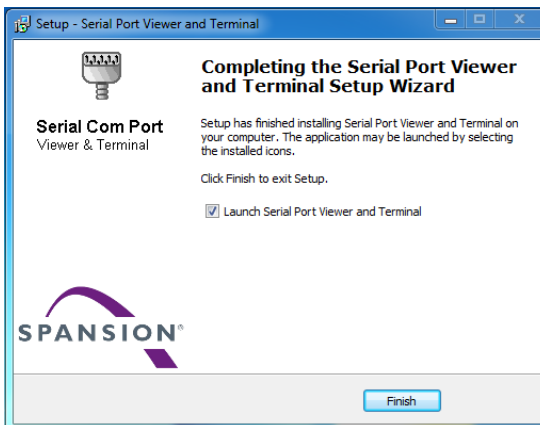 Setup - Serial Port Viewer and Terminal
Completing the Serial Port Viewer
and Terminal Setup Wizard
Serial Com Port
Viewer & Terminal
Setup has finished installing Serial Port Viewer and Terminal on
your computer. The application may be launched by selecting
the installed icons.
Click Finish to exit Setup.
Launch Serial Port Viewer and Terminal
SPANSION®
Finish